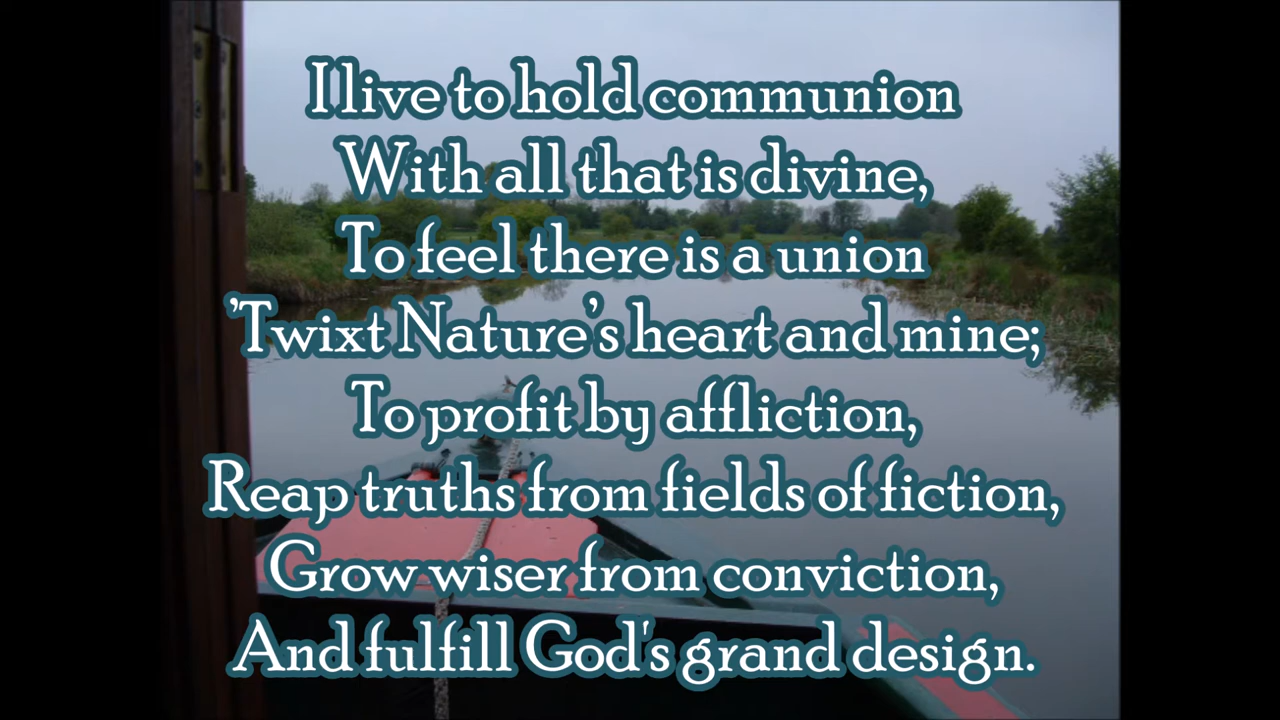 I live to hold communion
With all that is divine,
To feel there is a union
’Twixt Nature’s heart and mine;
To profit by affliction,
Reap truths from fields of fiction,
Grow wiser from conviction,
And fulfill God's grand design.